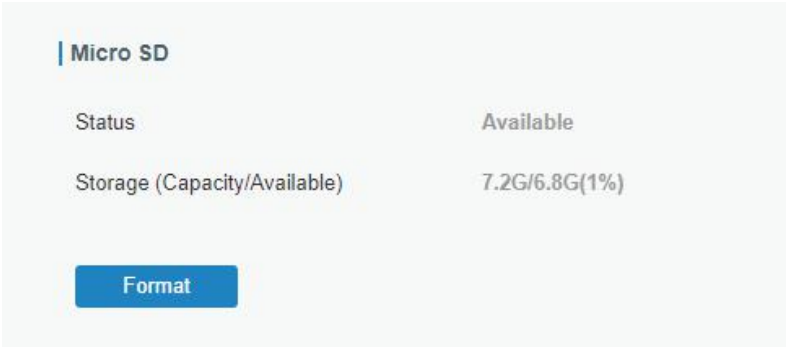 Micro SD
Status Available
Storage (Capacity/Available) 7.2G/6.8G(1%)
Format